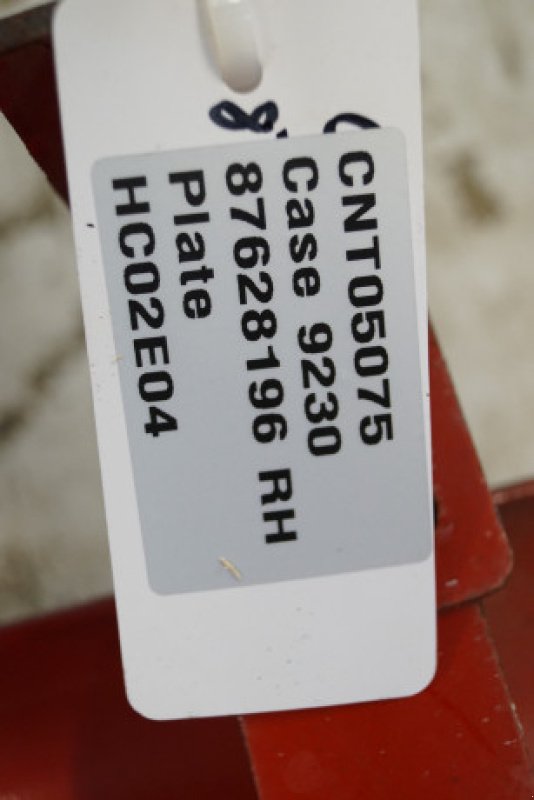 CNT05075
Case 9230
87628196 RH
Plate
HC02E04